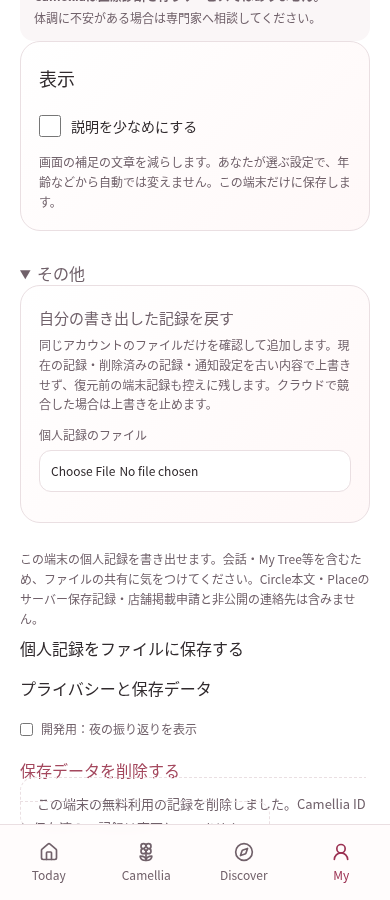 体調に不安がある場合は専門家へ相談してください。
表示
説明を少なめにする
画面の補足の文章を減らします。あなたが選ぶ設定で、年
齢などから自動では変えません。この端末だけに保存しま
す。
▼ その他
自分の書き出した記録を戻す
同じアカウントのファイルだけを確認して追加します。現
在の記録・削除済みの記録・通知設定を古い内容で上書き
せず、復元前の端末記録も控えに残します。クラウドで競
合した場合は上書きを止めます。
個人記録のファイル
Choose File No file chosen
この端末の個人記録を書き出せます。会話・My Tree等を含むた
め、ファイルの共有に気をつけてください。Circle本文・Placeの
サーバー保存記録・店舗掲載申請と非公開の連絡先は含みませ
ん。
個人記録をファイルに保存する
プライバシーと保存データ
開発用：夜の振り返りを表示
保存データを削除する
この端末の無料利用の記録を削除しました。Camellia ID
Today
Camellia
Discover
My